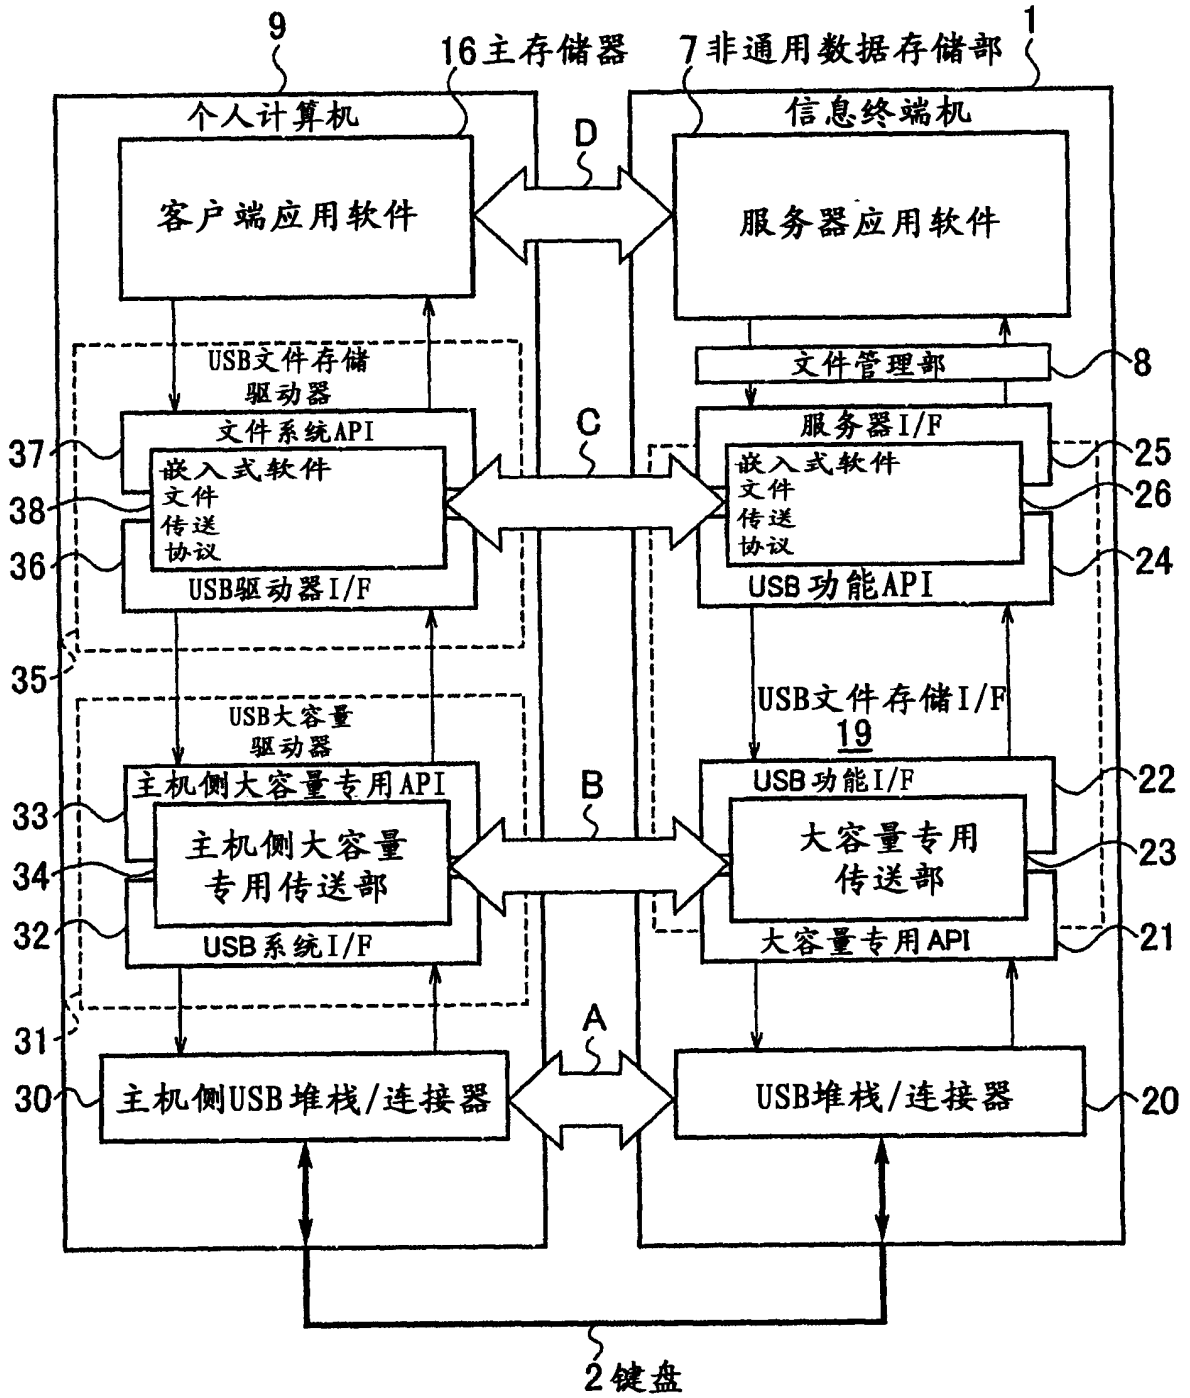 9
16主存储器
7非通用数据存储部
1
个人计算机
信息终端机
D
客户端应用软件
服务器应用软件
USB文件存储
驱动器
文件管理部
8
37
文件系统API
C
服务器I/F
25
嵌入式软件
文件
传送
协议
38
嵌入式软件
文件
传送
协议
26
36
USB驱动器I/F
USB功能API
24
35
USB文件存储I/F
19
USB大容量
驱动器
33
主机侧大容量专用API
B
USB功能I/F
22
34
主机侧大容量
专用传送部
大容量专用
传送部
23
32
USB系统I/F
大容量专用API
21
31
A
30
主机侧USB堆栈/连接器
USB堆栈/连接器
20
2键盘